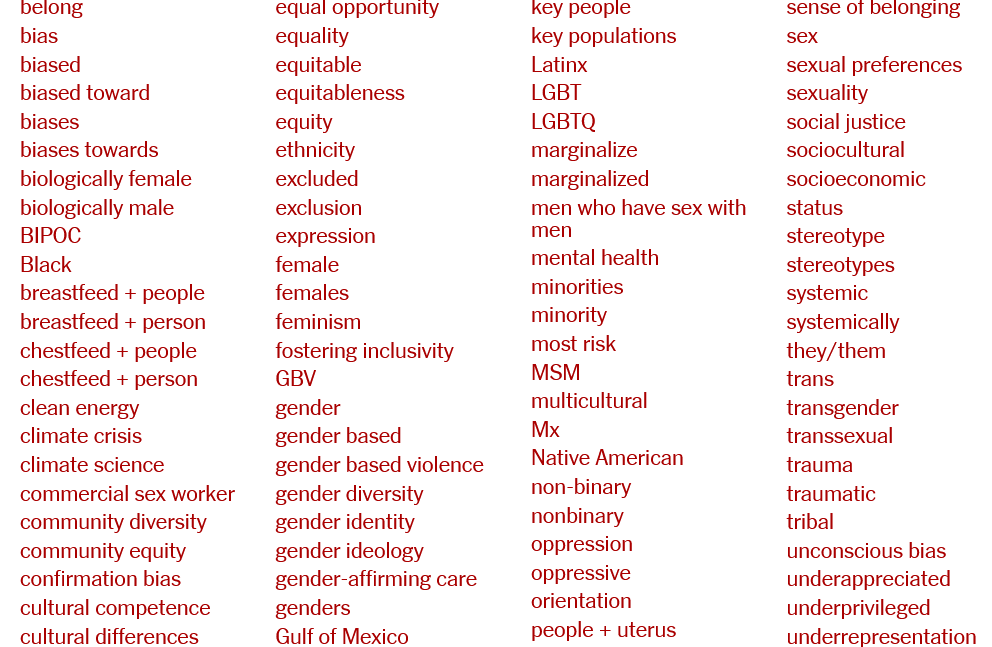 belong
bias
biased
biased toward
biases
biases towards
biologically female
biologically male
BIPOC
Black
breastfeed + people
breastfeed + person
chestfeed + people
chestfeed + person
clean energy
climate crisis
climate science
commercial sex worker
community diversity
community equity
confirmation bias
cultural competence
cultural differences
equal opportunity
equality
equitable
equitableness
equity
ethnicity
excluded
exclusion
expression
female
females
feminism
fostering inclusivity
GBV
gender
gender based
gender based violence
gender diversity
gender identity
gender ideology
gender-affirming care
genders
Gulf of Mexico
key people
key populations
Latinx
LGBT
LGBTQ
marginalize
marginalized
men who have sex with
men
mental health
minorities
minority
most risk
MSM
multicultural
Mx
Native American
non-binary
nonbinary
oppression
oppressive
orientation
people + uterus
sense of belonging
sex
sexual preferences
sexuality
social justice
sociocultural
socioeconomic
status
stereotype
stereotypes
systemic
systemically
they/them
trans
transgender
transsexual
trauma
traumatic
tribal
unconscious bias
underappreciated
underprivileged
underrepresentation